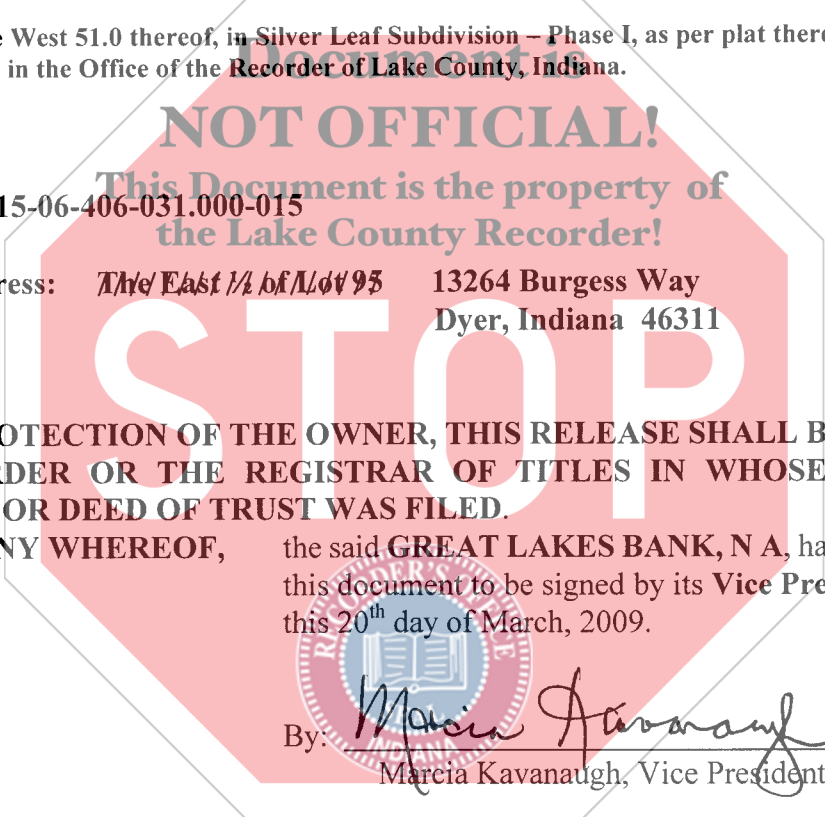 West 51.0 thereof, in Silver Leaf Subdivision – Phase I, as per plat there
in the Office of the Recorder of Lake County, Indiana.
Document is
NOT OFFICIAL!
This Document is the property of
15-06-406-031.000-015
the Lake County Recorder!
ress: The East 1/2 of Lot 95 13264 Burgess Way
Dyer, Indiana 46311
STOP
OTECTION OF THE OWNER, THIS RELEASE SHALL B
RDER OR THE REGISTRAR OF TITLES IN WHOSE
OR DEED OF TRUST WAS FILED.
NY WHEREOF, the said GREAT LAKES BANK, N A, ha
this document to be signed by its Vice Pre
this 20th day of March, 2009.
RECORDER'S OFFICE
INDIANA
By: Marcia Kavanaugh
Marcia Kavanaugh, Vice President